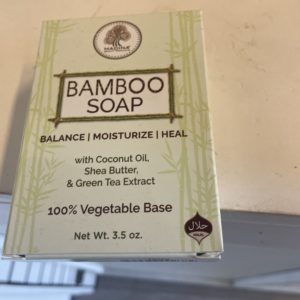 MADINA
BAMBOO
SOAP
BALANCE | MOISTURIZE | HEAL
with Coconut Oil,
Shea Butter,
& Green Tea Extract
100% Vegetable Base
Net Wt. 3.5 oz.
حلال